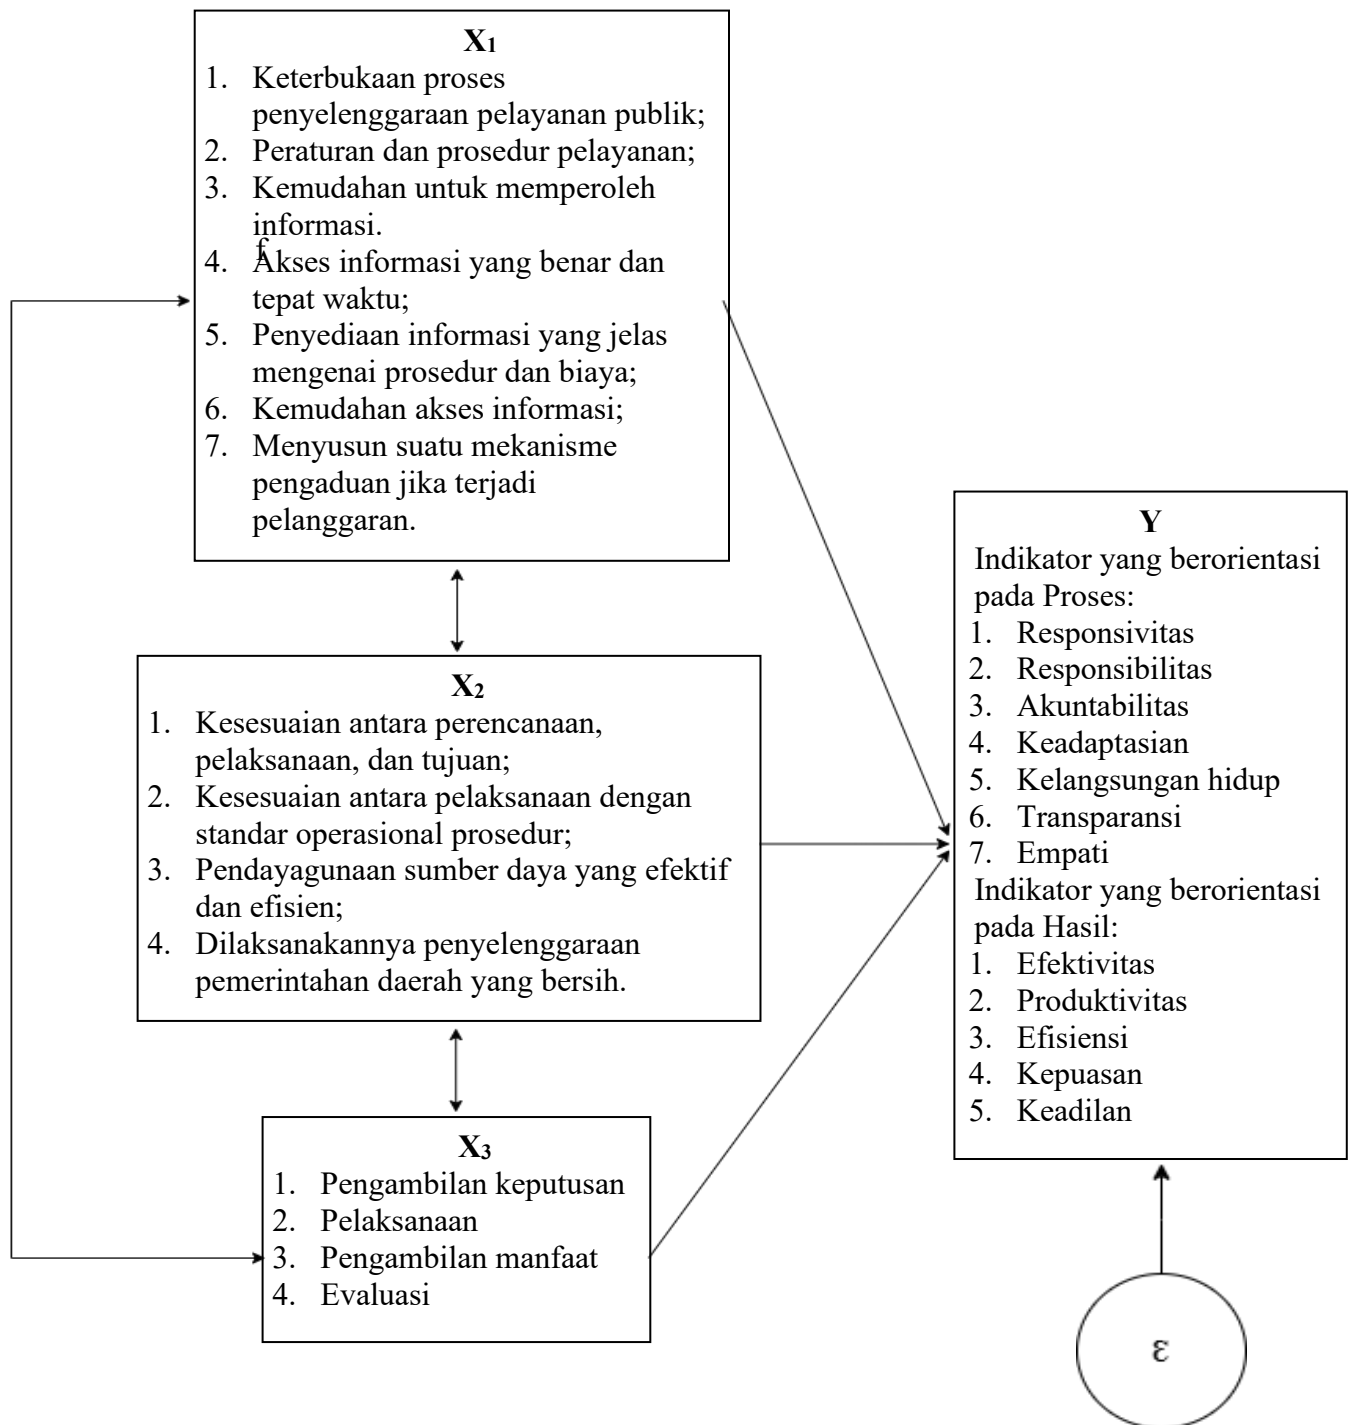 X1
1. Keterbukaan proses
penyelenggaraan pelayanan publik;
2. Peraturan dan prosedur pelayanan;
3. Kemudahan untuk memperoleh
informasi.
f
4. Akses informasi yang benar dan
tepat waktu;
5. Penyediaan informasi yang jelas
mengenai prosedur dan biaya;
6. Kemudahan akses informasi;
7. Menyusun suatu mekanisme
pengaduan jika terjadi
pelanggaran.
X2
1. Kesesuaian antara perencanaan,
pelaksanaan, dan tujuan;
2. Kesesuaian antara pelaksanaan dengan
standar operasional prosedur;
3. Pendayagunaan sumber daya yang efektif
dan efisien;
4. Dilaksanakannya penyelenggaraan
pemerintahan daerah yang bersih.
X3
1. Pengambilan keputusan
2. Pelaksanaan
3. Pengambilan manfaat
4. Evaluasi
Y
Indikator yang berorientasi
pada Proses:
1. Responsivitas
2. Responsibilitas
3. Akuntabilitas
4. Keadaptasian
5. Kelangsungan hidup
6. Transparansi
7. Empati
Indikator yang berorientasi
pada Hasil:
1. Efektivitas
2. Produktivitas
3. Efisiensi
4. Kepuasan
5. Keadilan
ε